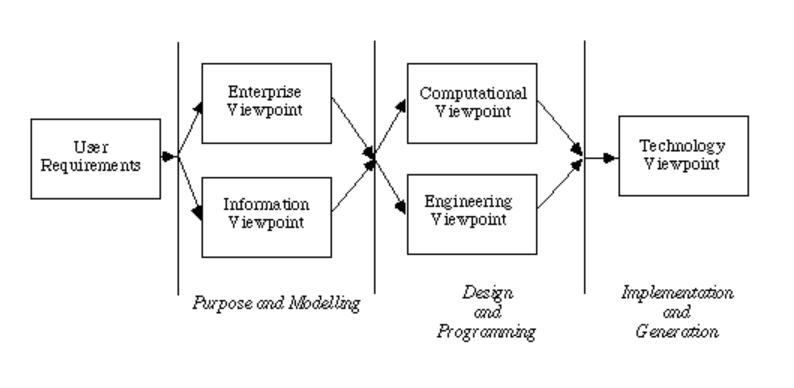 User
Requirements
Enterprise
Viewpoint
Information
Viewpoint
Computational
Viewpoint
Engineering
Viewpoint
Technology
Viewpoint
Purpose and Modelling
Design
and
Programming
Implementation
and
Generation